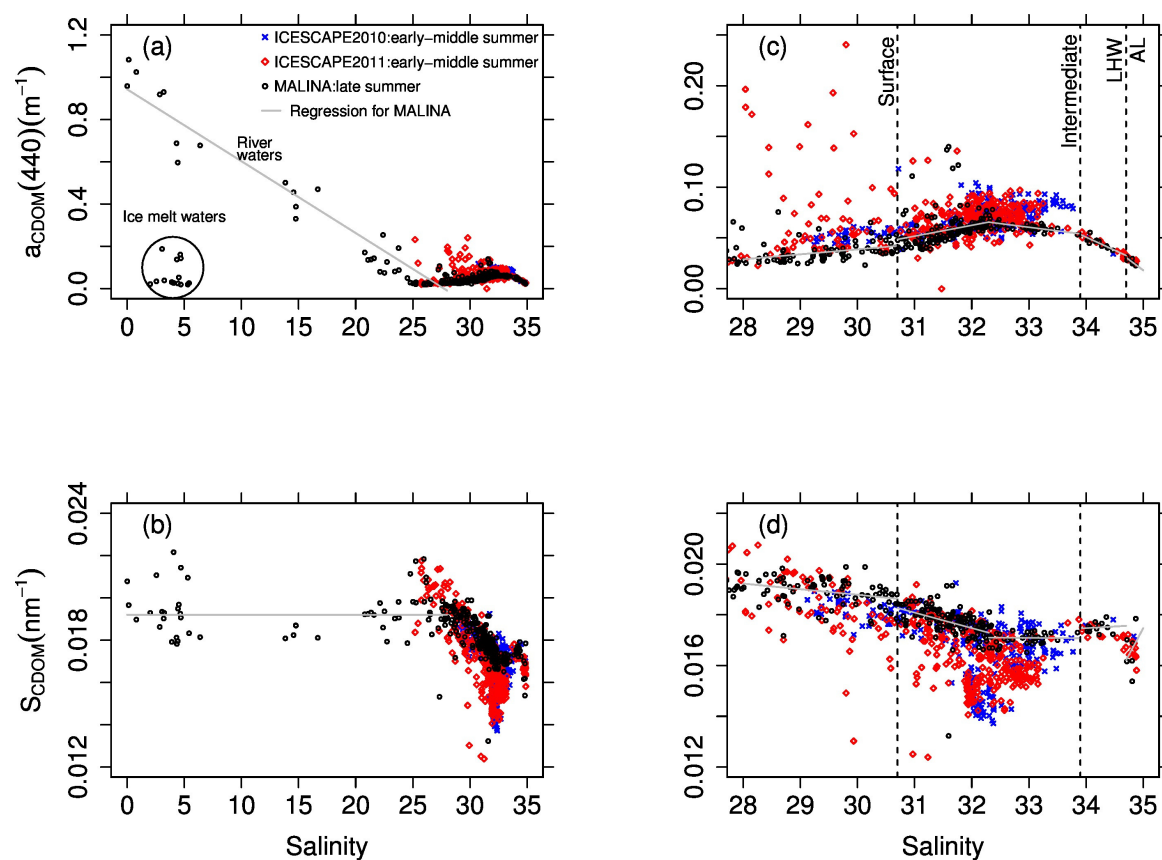 (a)
ICESCAPE2010:early−middle summer
ICESCAPE2011:early−middle summer
MALINA:late summer
Regression for MALINA
River
waters
Ice melt waters
aCDOM(440)(m−1)
0.0 0.4 0.8 1.2
0 5 10 15 20 25 30 35
(c)
Surface
Intermediate
LHW
AL
0.00 0.10 0.20
28 29 30 31 32 33 34 35
(b)
SCDOM(nm−1)
0.012 0.018 0.024
0 5 10 15 20 25 30 35
Salinity
(d)
0.012 0.016 0.020
28 29 30 31 32 33 34 35
Salinity